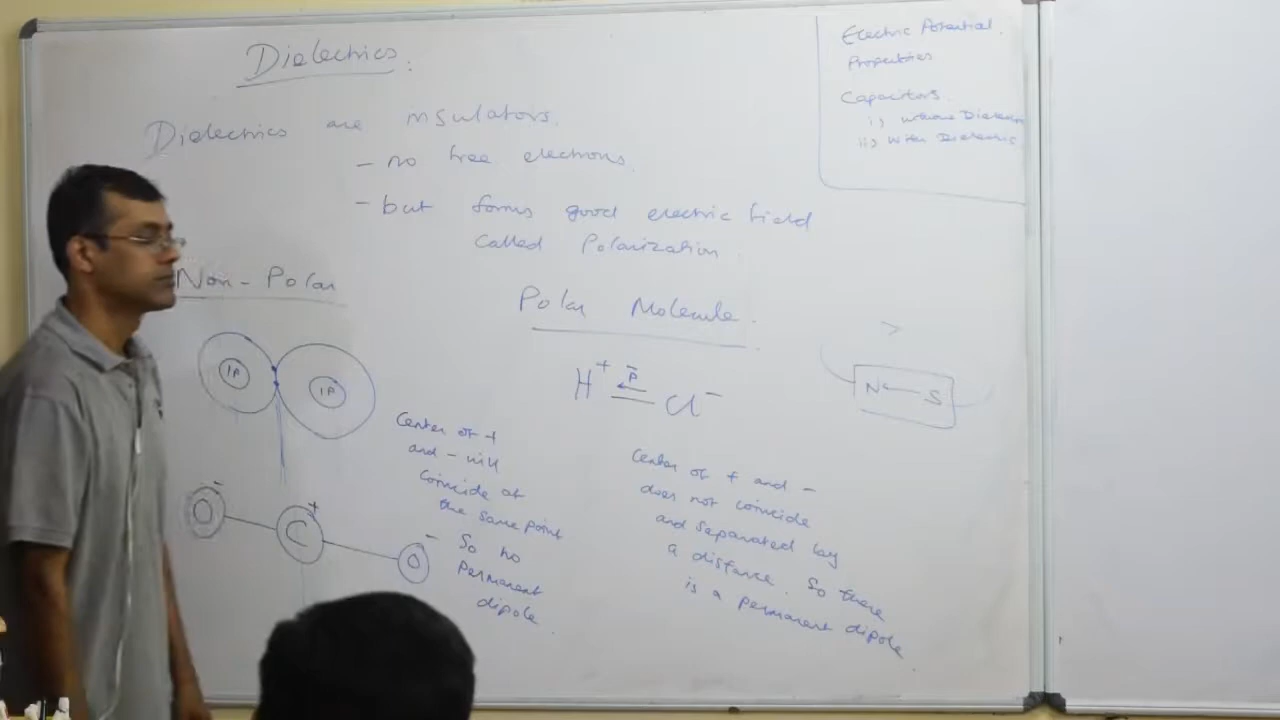 Dielectrics.
Dielectrics are insulators.
- no free electrons.
- but forms good electric field
called Polarization
Electric Potential.
Properties
Capacitors.
i) without Dielectric
ii) with Dielectric
Non-Polar
1P 1P
O - C + O -
Center of +
and - will
coincide at
the same point
So no
permanent
dipole.
Polar Molecule.
H + P Cl -
Center of + and -
does not coincide
and separated by
a distance. So there
is a permanent dipole.
>
N S